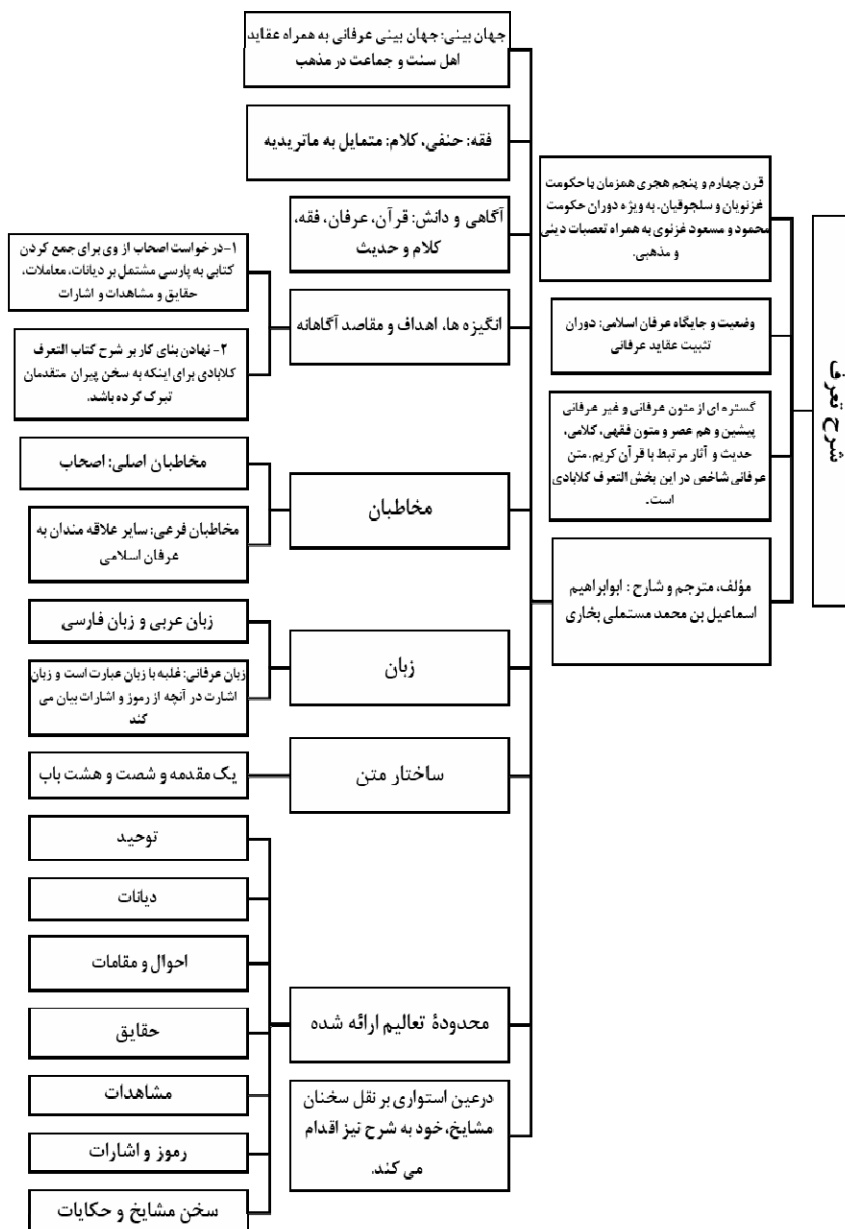 شرح تعرف
قرن چهارم و پنجم هجری همزمان با حکومت
غزنویان و سلجوقیان. به ویژه دوران حکومت
محمود و مسعود غزنوی به همراه تعصبات دینی
و مذهبی.
وضعیت و جایگاه عرفان اسلامی: دوران
تثبیت عقاید عرفانی
گستره ای از متون عرفانی و غیر عرفانی
پیشین و هم عصر و متون فقهی، کلامی،
حدیث و آثار مرتبط با قرآن کریم. متن
عرفانی شاخص در این بخش التعرف کلابادی
است.
مؤلف، مترجم و شارح : ابوابراهیم
اسماعیل بن محمد مستملی بخاری
جهان بینی: جهان بینی عرفانی به همراه عقاید
اهل سنت و جماعت در مذهب
فقه: حنفی، کلام: متمایل به ماتریدیه
آگاهی و دانش: قرآن، عرفان، فقه،
کلام و حدیث
انگیزه ها، اهداف و مقاصد آگاهانه
۱-در خواست اصحاب از وی برای جمع کردن
کتابی به پارسی مشتمل بر دیانات، معاملات،
حقایق و مشاهدات و اشارات
۲- نهادن بنای کار بر شرح کتاب التعرف
کلابادی برای اینکه به سخن پیران متقدمان
تبرک کرده باشد.
مخاطبان
مخاطبان اصلی: اصحاب
مخاطبان فرعی: سایر علاقه مندان به
عرفان اسلامی
زبان
زبان عربی و زبان فارسی
زبان عرفانی: غلبه با زبان عبارت است و زبان
اشارت در آنچه از رموز و اشارات بیان می
کند
ساختار متن
یک مقدمه و شصت و هشت باب
محدودهٔ تعالیم ارائه شده
توحید
دیانات
احوال و مقامات
حقایق
مشاهدات
رموز و اشارات
سخن مشایخ و حکایات
درعین استواری بر نقل سخنان
مشایخ، خود به شرح نیز اقدام
می کند.